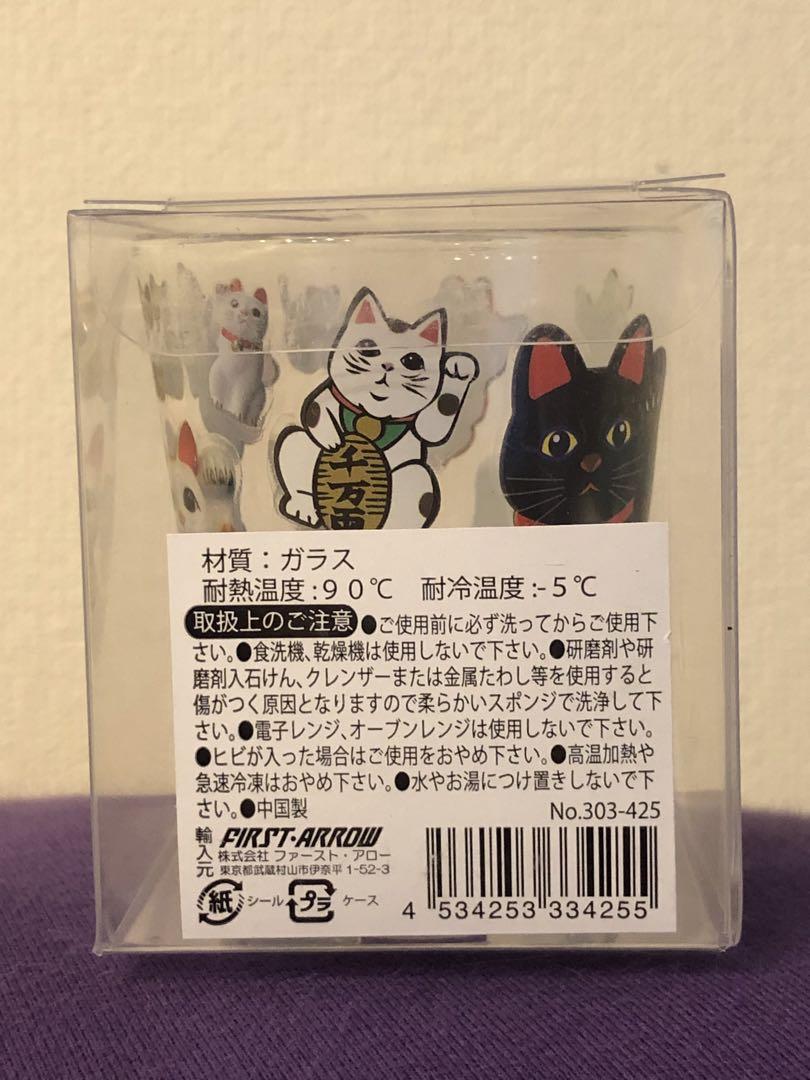 千万両
材質：ガラス
耐熱温度:９０℃　耐冷温度:-５℃
取扱上のご注意 ●ご使用前に必ず洗ってからご使用下
さい。●食洗機、乾燥機は使用しないで下さい。●研磨剤や研
磨剤入石けん、クレンザーまたは金属たわし等を使用すると
傷がつく原因となりますので柔らかいスポンジで洗浄して下
さい。●電子レンジ、オーブンレンジは使用しないで下さい。
●ヒビが入った場合はご使用をおやめ下さい。●高温加熱や
急速冷凍はおやめ下さい。●水やお湯につけ置きしないで下
さい。●中国製 No.303-425
輸入元 FIRST・ARROW
株式会社 ファースト・アロー
東京都武蔵村山市伊奈平 1-52-3
紙 シール プラ ケース
4 534253 334255